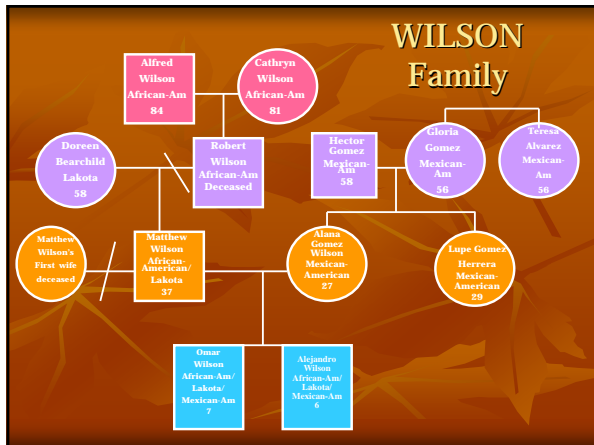 WILSON
Family
Alfred
Wilson
African-Am
84
Cathryn
Wilson
African-Am
81
Doreen
Bearchild
Lakota
58
Robert
Wilson
African-Am
Deceased
Hector
Gomez
Mexican-
Am
58
Gloria
Gomez
Mexican-
Am
56
Teresa
Alvarez
Mexican-
Am
56
Matthew
Wilson's
First wife
deceased
Matthew
Wilson
African-
American/
Lakota
37
Alana
Gomez
Wilson
Mexican-
American
27
Lupe Gomez
Herrera
Mexican-
American
29
Omar
Wilson
African-Am/
Lakota/
Mexican-Am
7
Alejandro
Wilson
African-Am/
Lakota/
Mexican-Am
6